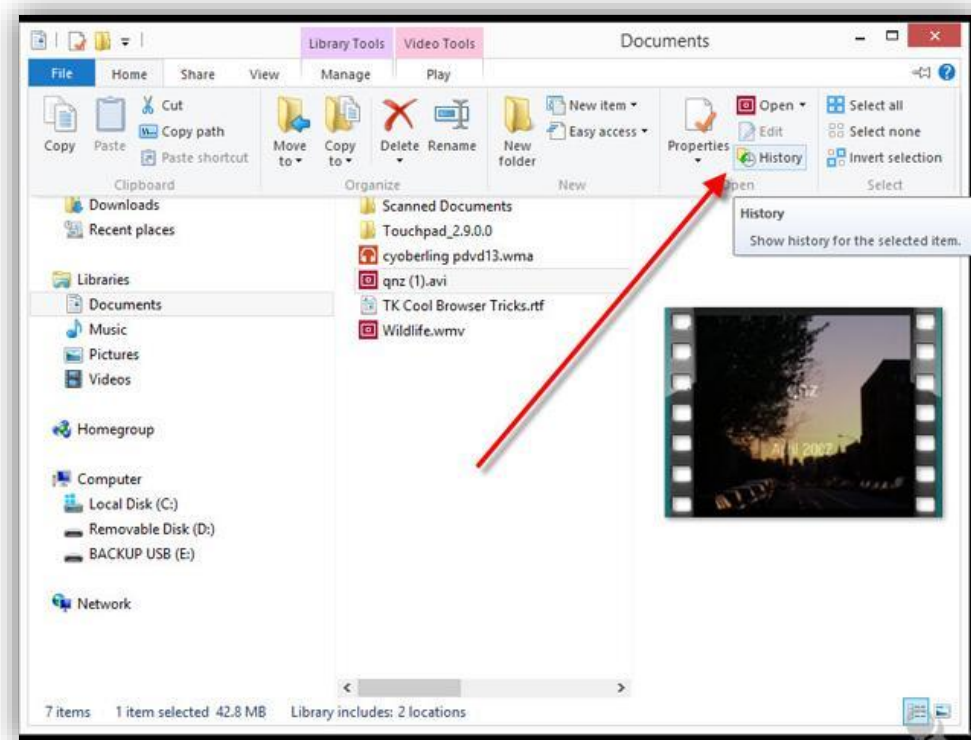 Library Tools Video Tools Documents
File Home Share View Manage Play
Copy
Paste
Cut
Copy path
Paste shortcut
Clipboard
Move to
Copy to
Delete
Rename
Organize
New folder
New item
Easy access
New
Properties
Open
Edit
History
Open
Select all
Select none
Invert selection
Select
History
Show history for the selected item.
Downloads
Recent places
Libraries
Documents
Music
Pictures
Videos
Homegroup
Computer
Local Disk (C:)
Removable Disk (D:)
BACKUP USB (E:)
Network
Scanned Documents
Touchpad_2.9.0.0
cyoberling pdvd13.wma
qnz (1).avi
TK Cool Browser Tricks.rtf
Wildlife.wmv
qnz
April 2007
7 items 1 item selected 42.8 MB Library includes: 2 locations